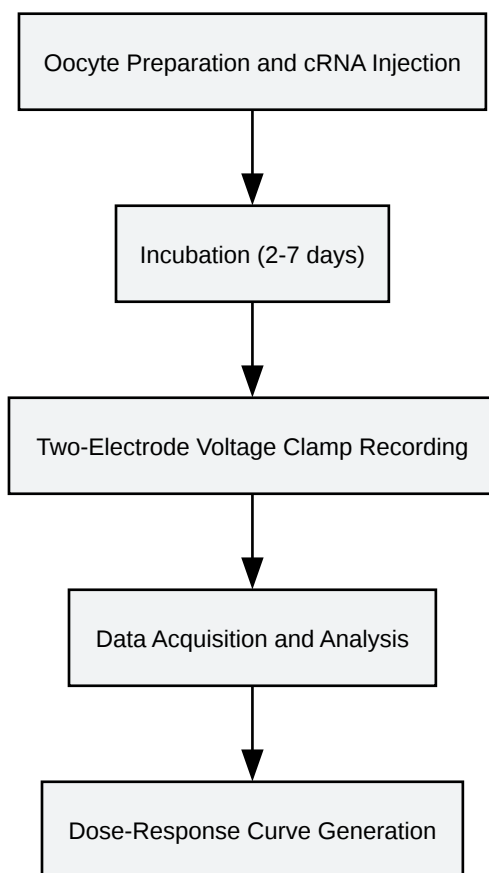 Oocyte Preparation and cRNA Injection
Incubation (2-7 days)
Two-Electrode Voltage Clamp Recording
Data Acquisition and Analysis
Dose-Response Curve Generation